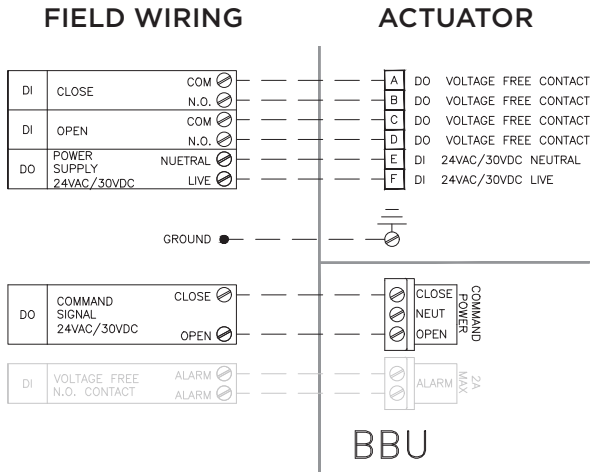 FIELD WIRING
ACTUATOR
DI CLOSE COM A DO VOLTAGE FREE CONTACT
N.O. B DO VOLTAGE FREE CONTACT
DI OPEN COM C DO VOLTAGE FREE CONTACT
N.O. D DO VOLTAGE FREE CONTACT
DO POWER NUETRAL E DI 24VAC/30VDC NEUTRAL
SUPPLY
24VAC/30VDC LIVE F DI 24VAC/30VDC LIVE
GROUND
DO COMMAND CLOSE CLOSE
SIGNAL NEUT
24VAC/30VDC OPEN OPEN
COMMAND
POWER
DI VOLTAGE FREE ALARM
N.O. CONTACT ALARM
ALARM
2A
MAX
BBU